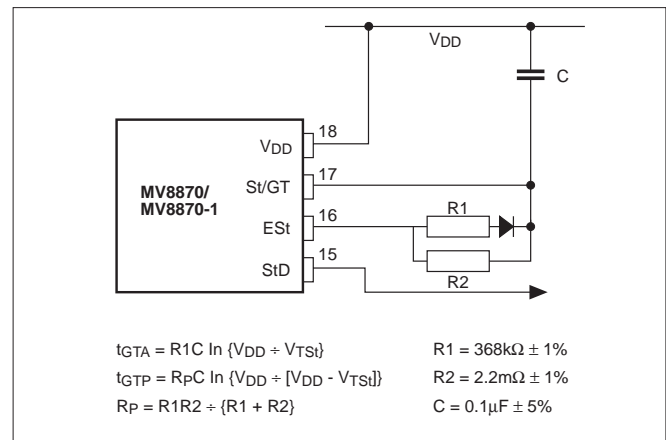 VDD
C
18
VDD
17
St/GT
MV8870/
MV8870-1
R1
16
ESt
15
StD
R2
tGTA = R1C In {VDD ÷ VTSt}
R1 = 368kΩ ± 1%
tGTP = RPC In {VDD ÷ [VDD - VTSt]}
R2 = 2.2mΩ ± 1%
RP = R1R2 ÷ {R1 + R2}
C = 0.1µF ± 5%